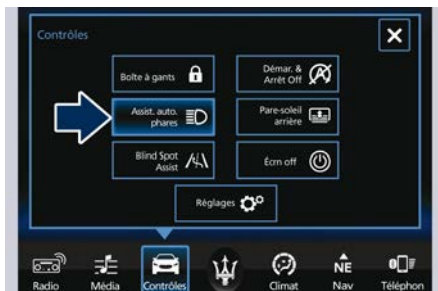 Contrôles
Boîte à gants
Démar. &
Arrêt Off
Assist. auto.
phares
Pare-soleil
arrière
Blind Spot
Assist
Écrn off
Réglages
Radio
Média
Contrôles
Climat
NE
Nav
Téléphon